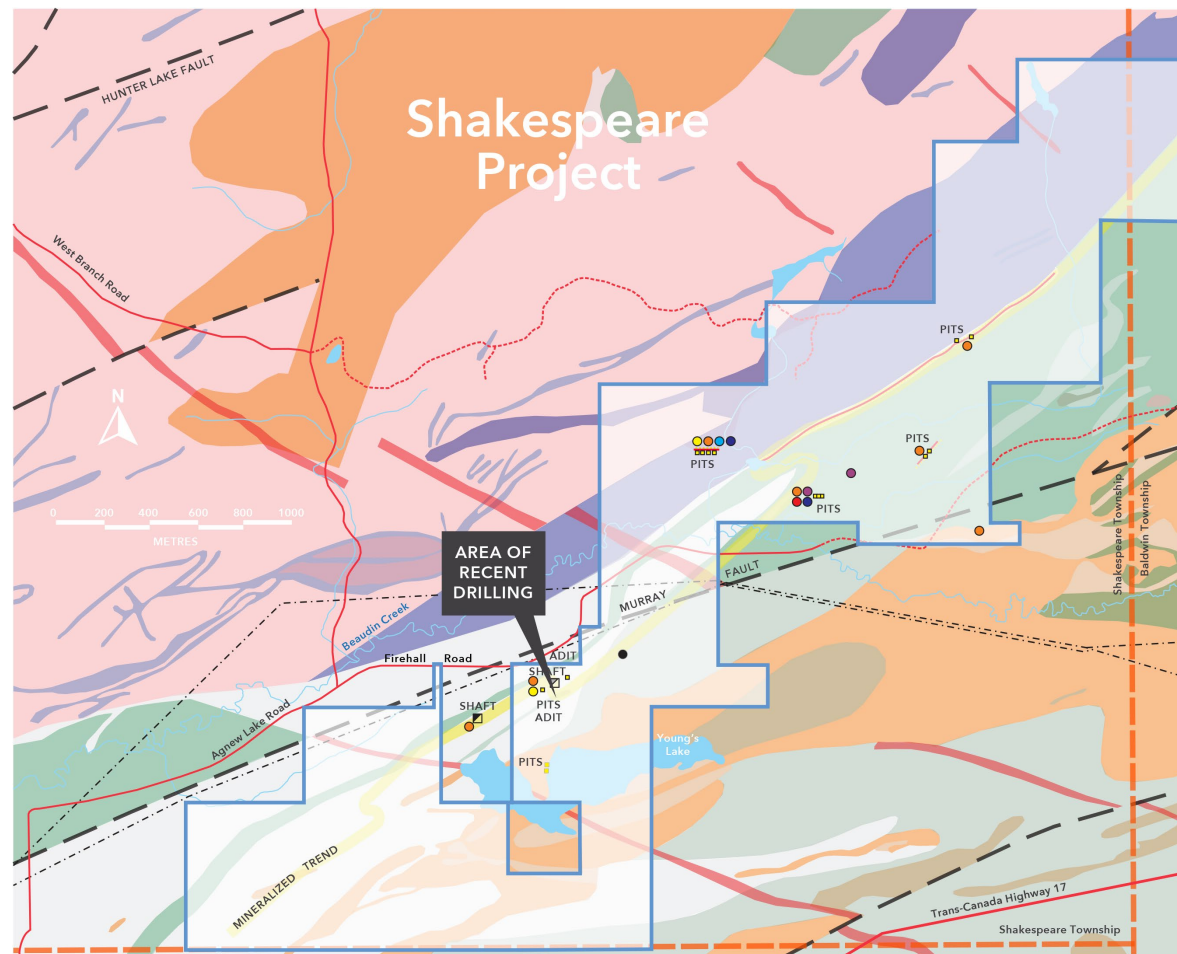 HUNTER LAKE FAULT
Shakespeare
Project
West Branch Road
N
0 200 400 600 800 1000
METRES
PITS
PITS
PITS
PITS
AREA OF
RECENT
DRILLING
Shakespeare Township
Baldwin Township
MURRAY
FAULT
Beaudin Creek
Firehall Road
ADIT
SHAFT
SHAFT
PITS
ADIT
Agnew Lake Road
PITS
Young's
Lake
MINERALIZED TREND
Trans-Canada Highway 17
Shakespeare Township